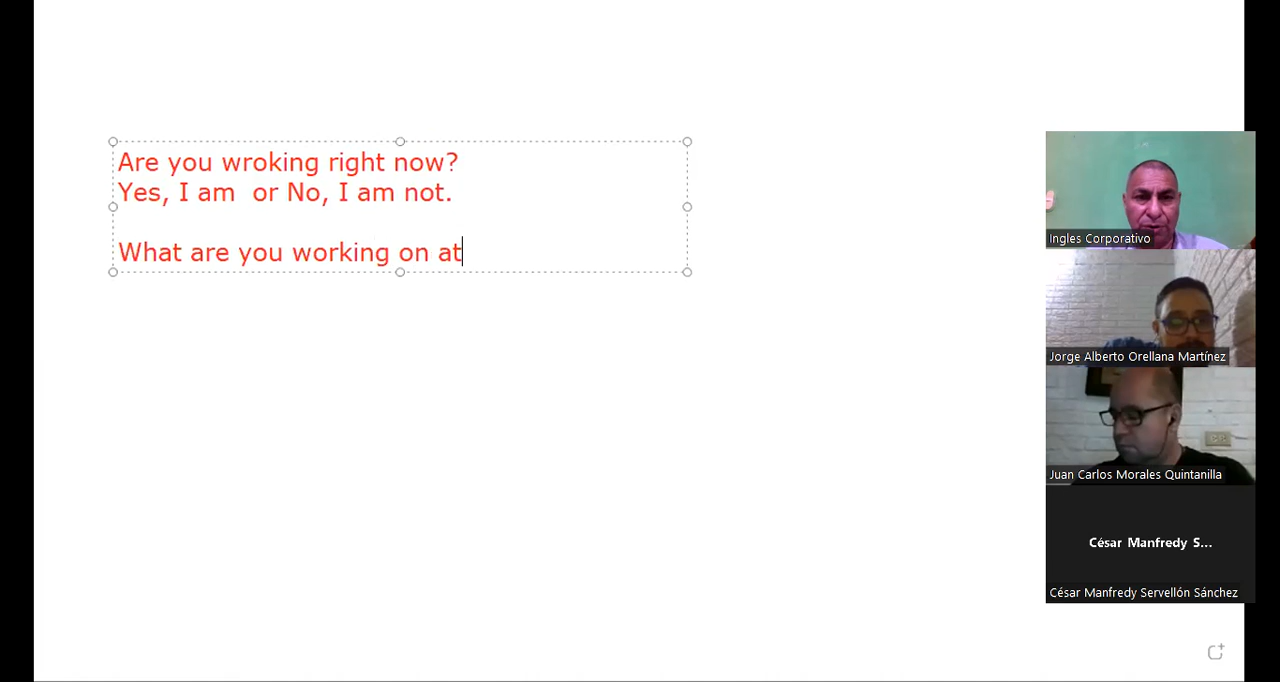 Are you wroking right now?
Yes, I am  or No, I am not.
What are you working on at
Ingles Corporativo
Jorge Alberto Orellana Martínez
Juan Carlos Morales Quintanilla
César Manfredy S...
César Manfredy Servellón Sánchez